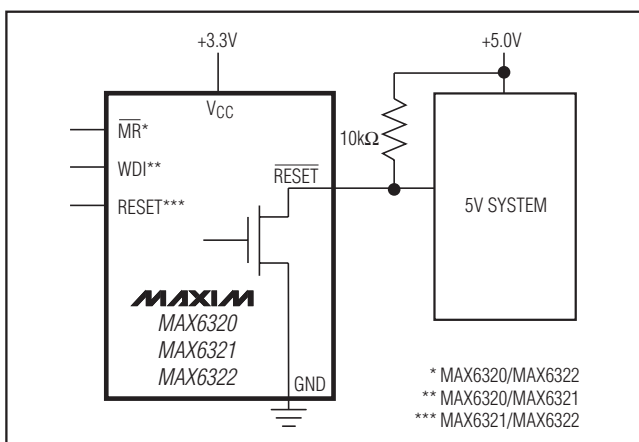 +3.3V
+5.0V
VCC
MR*
WDI**
RESET***
RESET
10kΩ
5V SYSTEM
MAXIM
MAX6320
MAX6321
MAX6322
GND
* MAX6320/MAX6322
** MAX6320/MAX6321
*** MAX6321/MAX6322